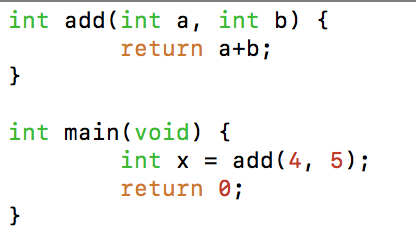 int add(int a, int b) {
        return a+b;
}

int main(void) {
        int x = add(4, 5);
        return 0;
}